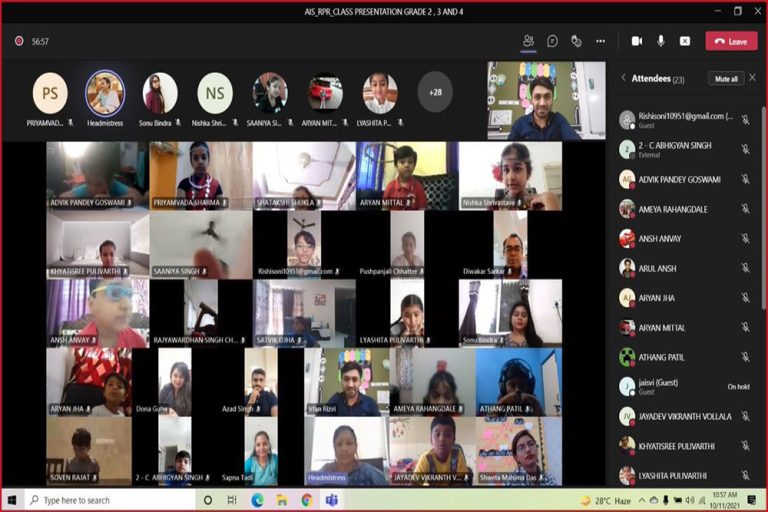 AIS_RPR_CLASS PRESENTATION GRADE 2 , 3 AND 4
56:57
Leave
PS
NS
+28
PRIYAMVAD...
Headmistress
Sonu Bindra
Nishka Shri...
SAANIYA SI...
ARYAN MIT...
LYASHITA P...
Attendees (23)
Mute all
Rishisoni10951@gmail.com (...
Guest
2
2 - C ABHIGYAN SINGH
External
AG
ADVIK PANDEY GOSWAMI
AMEYA RAHANGDALE
ANSH ANVAY
ARUL ANSH
AJ
ARYAN JHA
ARYAN MITTAL
ATHANG PATIL
J
jaisvi (Guest)
Guest
On hold
JV
JAYADEV VIKRANTH VOLLALA
KHYATISREE PULIVARTHI
LYASHITA PULIVARTHI
ADVIK PANDEY GOSWAMI
PRIYAMVADA SHARMA
SHATAKSHI SHUKLA
ARYAN MITTAL
Nishka Shrivastava
KHYATISREE PULIVARTHI
SAANIYA SINGH
Rishisoni10951@gmail.com
Pushpanjali Chhatter
Diwakar Sarkar
ANSH ANVAY
RAJYAWARDHAN SINGH CH...
SATVIK OJHA
LYASHITA PULIVARTHI
Sonu Bindra
ARYAN JHA
Dona Guha
Azad Singh
Irfan Rizvi
AMEYA RAHANGDALE
ATHANG PATIL
SOVEN RAJAT
2 - C ABHIGYAN SINGH
Sapna Tadi
Headmistress
JAYADEV VIKRANTH V...
Shweta Mahima Das
Type here to search
28°C Haze
10:57 AM
10/11/2021